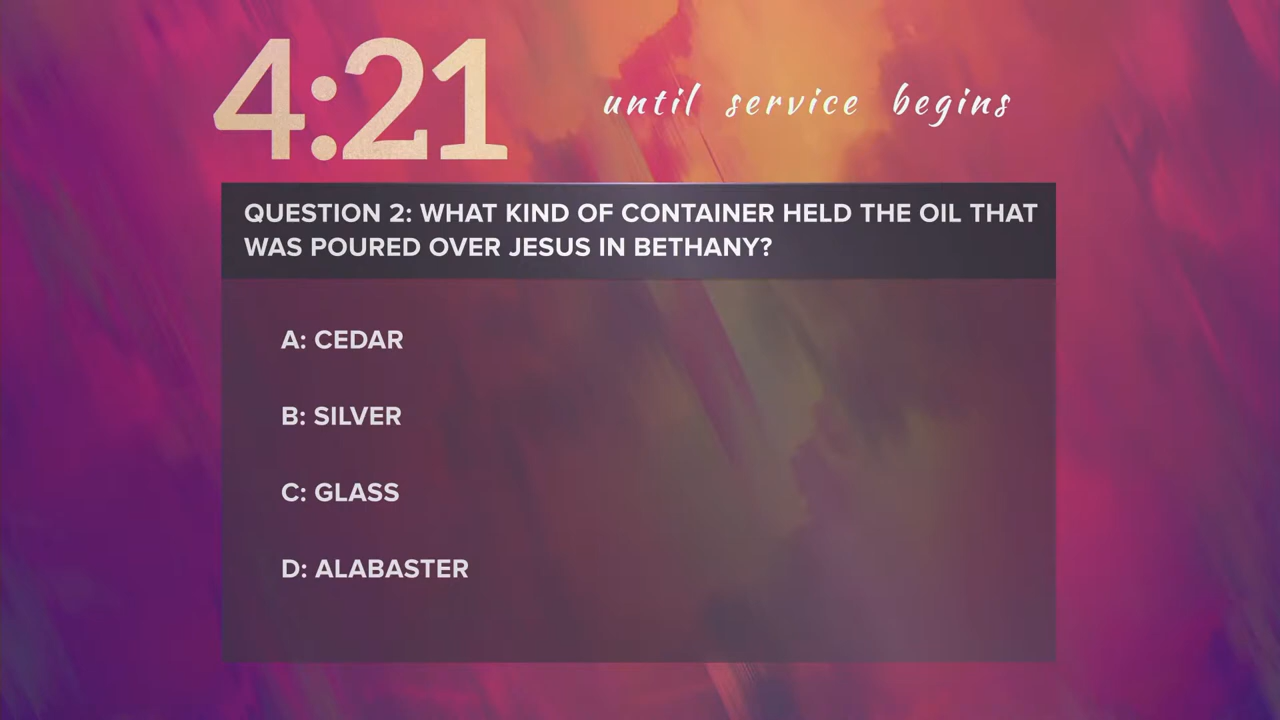 4:21
until service begins
QUESTION 2: WHAT KIND OF CONTAINER HELD THE OIL THAT
WAS POURED OVER JESUS IN BETHANY?
A: CEDAR
B: SILVER
C: GLASS
D: ALABASTER